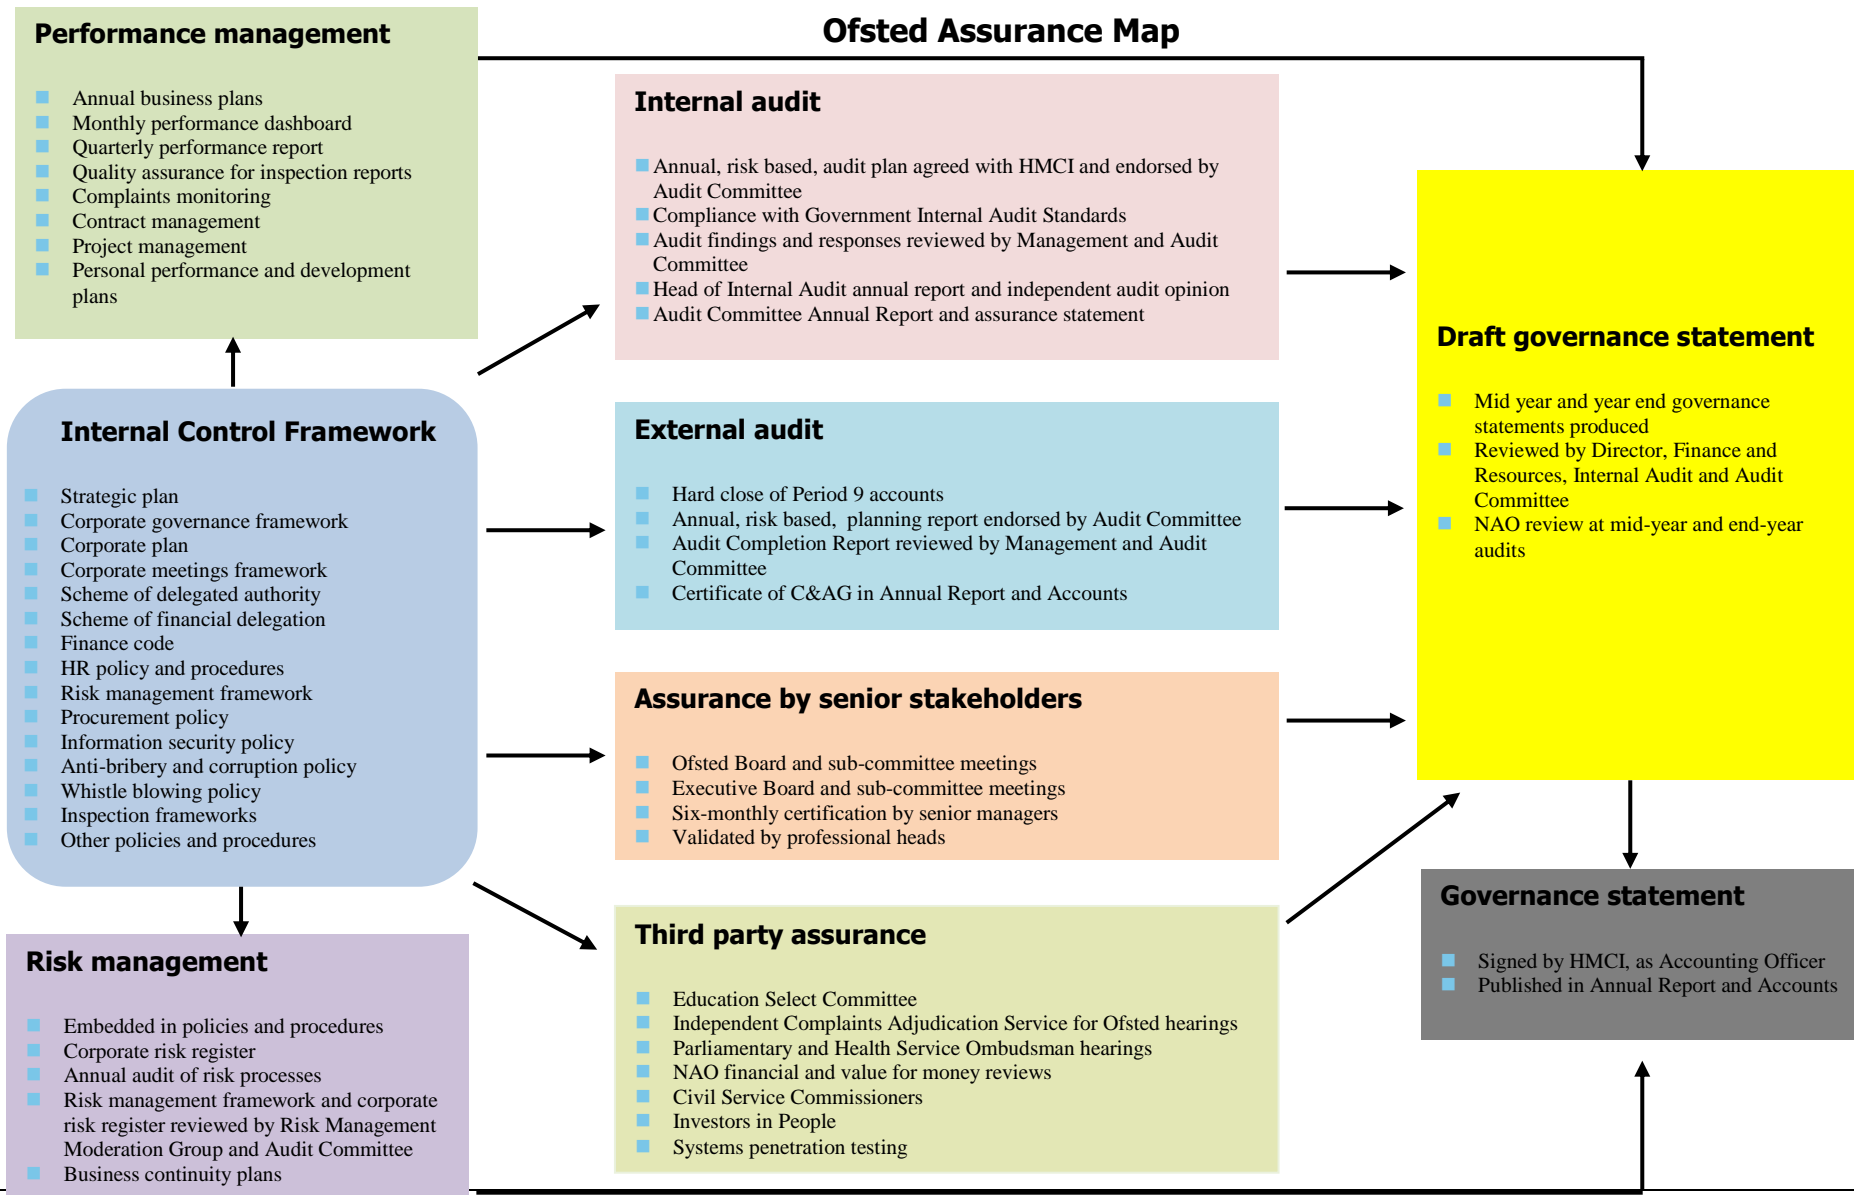 Ofsted Assurance Map
Performance management
Annual business plans
Monthly performance dashboard
Quarterly performance report
Quality assurance for inspection reports
Complaints monitoring
Contract management
Project management
Personal performance and development
plans
Internal Control Framework
Strategic plan
Corporate governance framework
Corporate plan
Corporate meetings framework
Scheme of delegated authority
Scheme of financial delegation
Finance code
HR policy and procedures
Risk management framework
Procurement policy
Information security policy
Anti-bribery and corruption policy
Whistle blowing policy
Inspection frameworks
Other policies and procedures
Risk management
Embedded in policies and procedures
Corporate risk register
Annual audit of risk processes
Risk management framework and corporate
risk register reviewed by Risk Management
Moderation Group and Audit Committee
Business continuity plans
Internal audit
Annual, risk based, audit plan agreed with HMCI and endorsed by
Audit Committee
Compliance with Government Internal Audit Standards
Audit findings and responses reviewed by Management and Audit
Committee
Head of Internal Audit annual report and independent audit opinion
Audit Committee Annual Report and assurance statement
External audit
Hard close of Period 9 accounts
Annual, risk based,  planning report endorsed by Audit Committee
Audit Completion Report reviewed by Management and Audit
Committee
Certificate of C&AG in Annual Report and Accounts
Assurance by senior stakeholders
Ofsted Board and sub-committee meetings
Executive Board and sub-committee meetings
Six-monthly certification by senior managers
Validated by professional heads
Third party assurance
Education Select Committee
Independent Complaints Adjudication Service for Ofsted hearings
Parliamentary and Health Service Ombudsman hearings
NAO financial and value for money reviews
Civil Service Commissioners
Investors in People
Systems penetration testing
Draft governance statement
Mid year and year end governance
statements produced
Reviewed by Director, Finance and
Resources, Internal Audit and Audit
Committee
NAO review at mid-year and end-year
audits
Governance statement
Signed by HMCI, as Accounting Officer
Published in Annual Report and Accounts